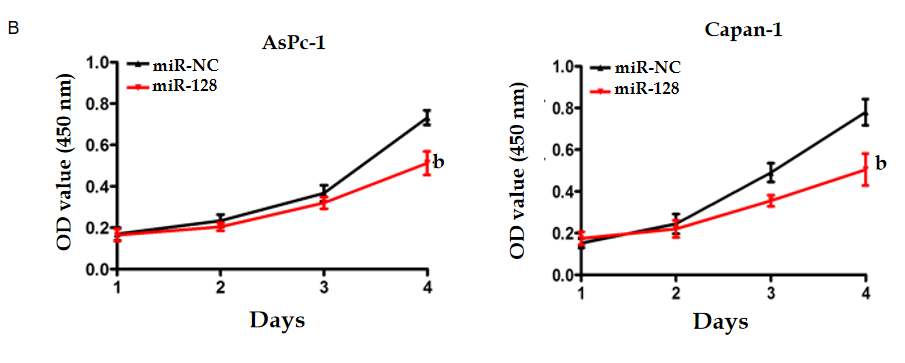 B
AsPc-1
OD value (450 nm)
1.0
0.8
0.6
0.4
0.2
0.0
miR-NC
miR-128
b
1 2 3 4
Days
Capan-1
OD value (450 nm)
1.0
0.8
0.6
0.4
0.2
0.0
miR-NC
miR-128
b
1 2 3 4
Days